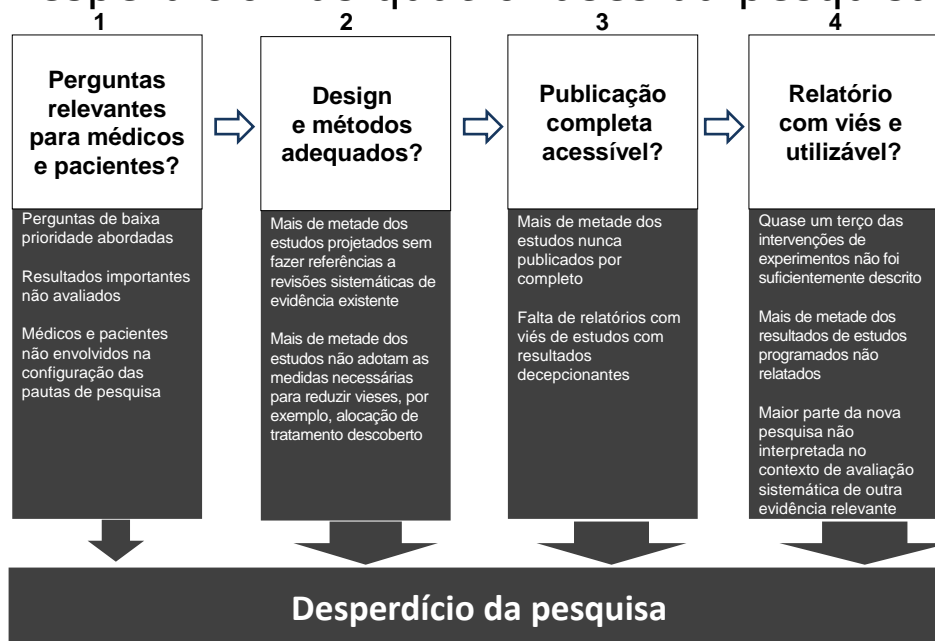 1
2
3
4
Perguntas
relevantes
para médicos
e pacientes?
Design
e métodos
adequados?
Publicação
completa
acessível?
Relatório
com viés e
utilizável?
Perguntas de baixa
prioridade abordadas
Resultados importantes
não avaliados
Médicos e pacientes
não envolvidos na
configuração das
pautas de pesquisa
Mais de metade dos
estudos projetados sem
fazer referências a
revisões sistemáticas de
evidência existente
Mais de metade dos
estudos não adotam as
medidas necessárias
para reduzir vieses, por
exemplo, alocação de
tratamento descoberto
Mais de metade dos
estudos nunca
publicados por
completo
Falta de relatórios com
viés de estudos com
resultados
decepcionantes
Quase um terço das
intervenções de
experimentos não foi
suficientemente descrito
Mais de metade dos
resultados de estudos
programados não
relatados
Maior parte da nova
pesquisa não
interpretada no
contexto de avaliação
sistemática de outra
evidência relevante
Desperdício da pesquisa